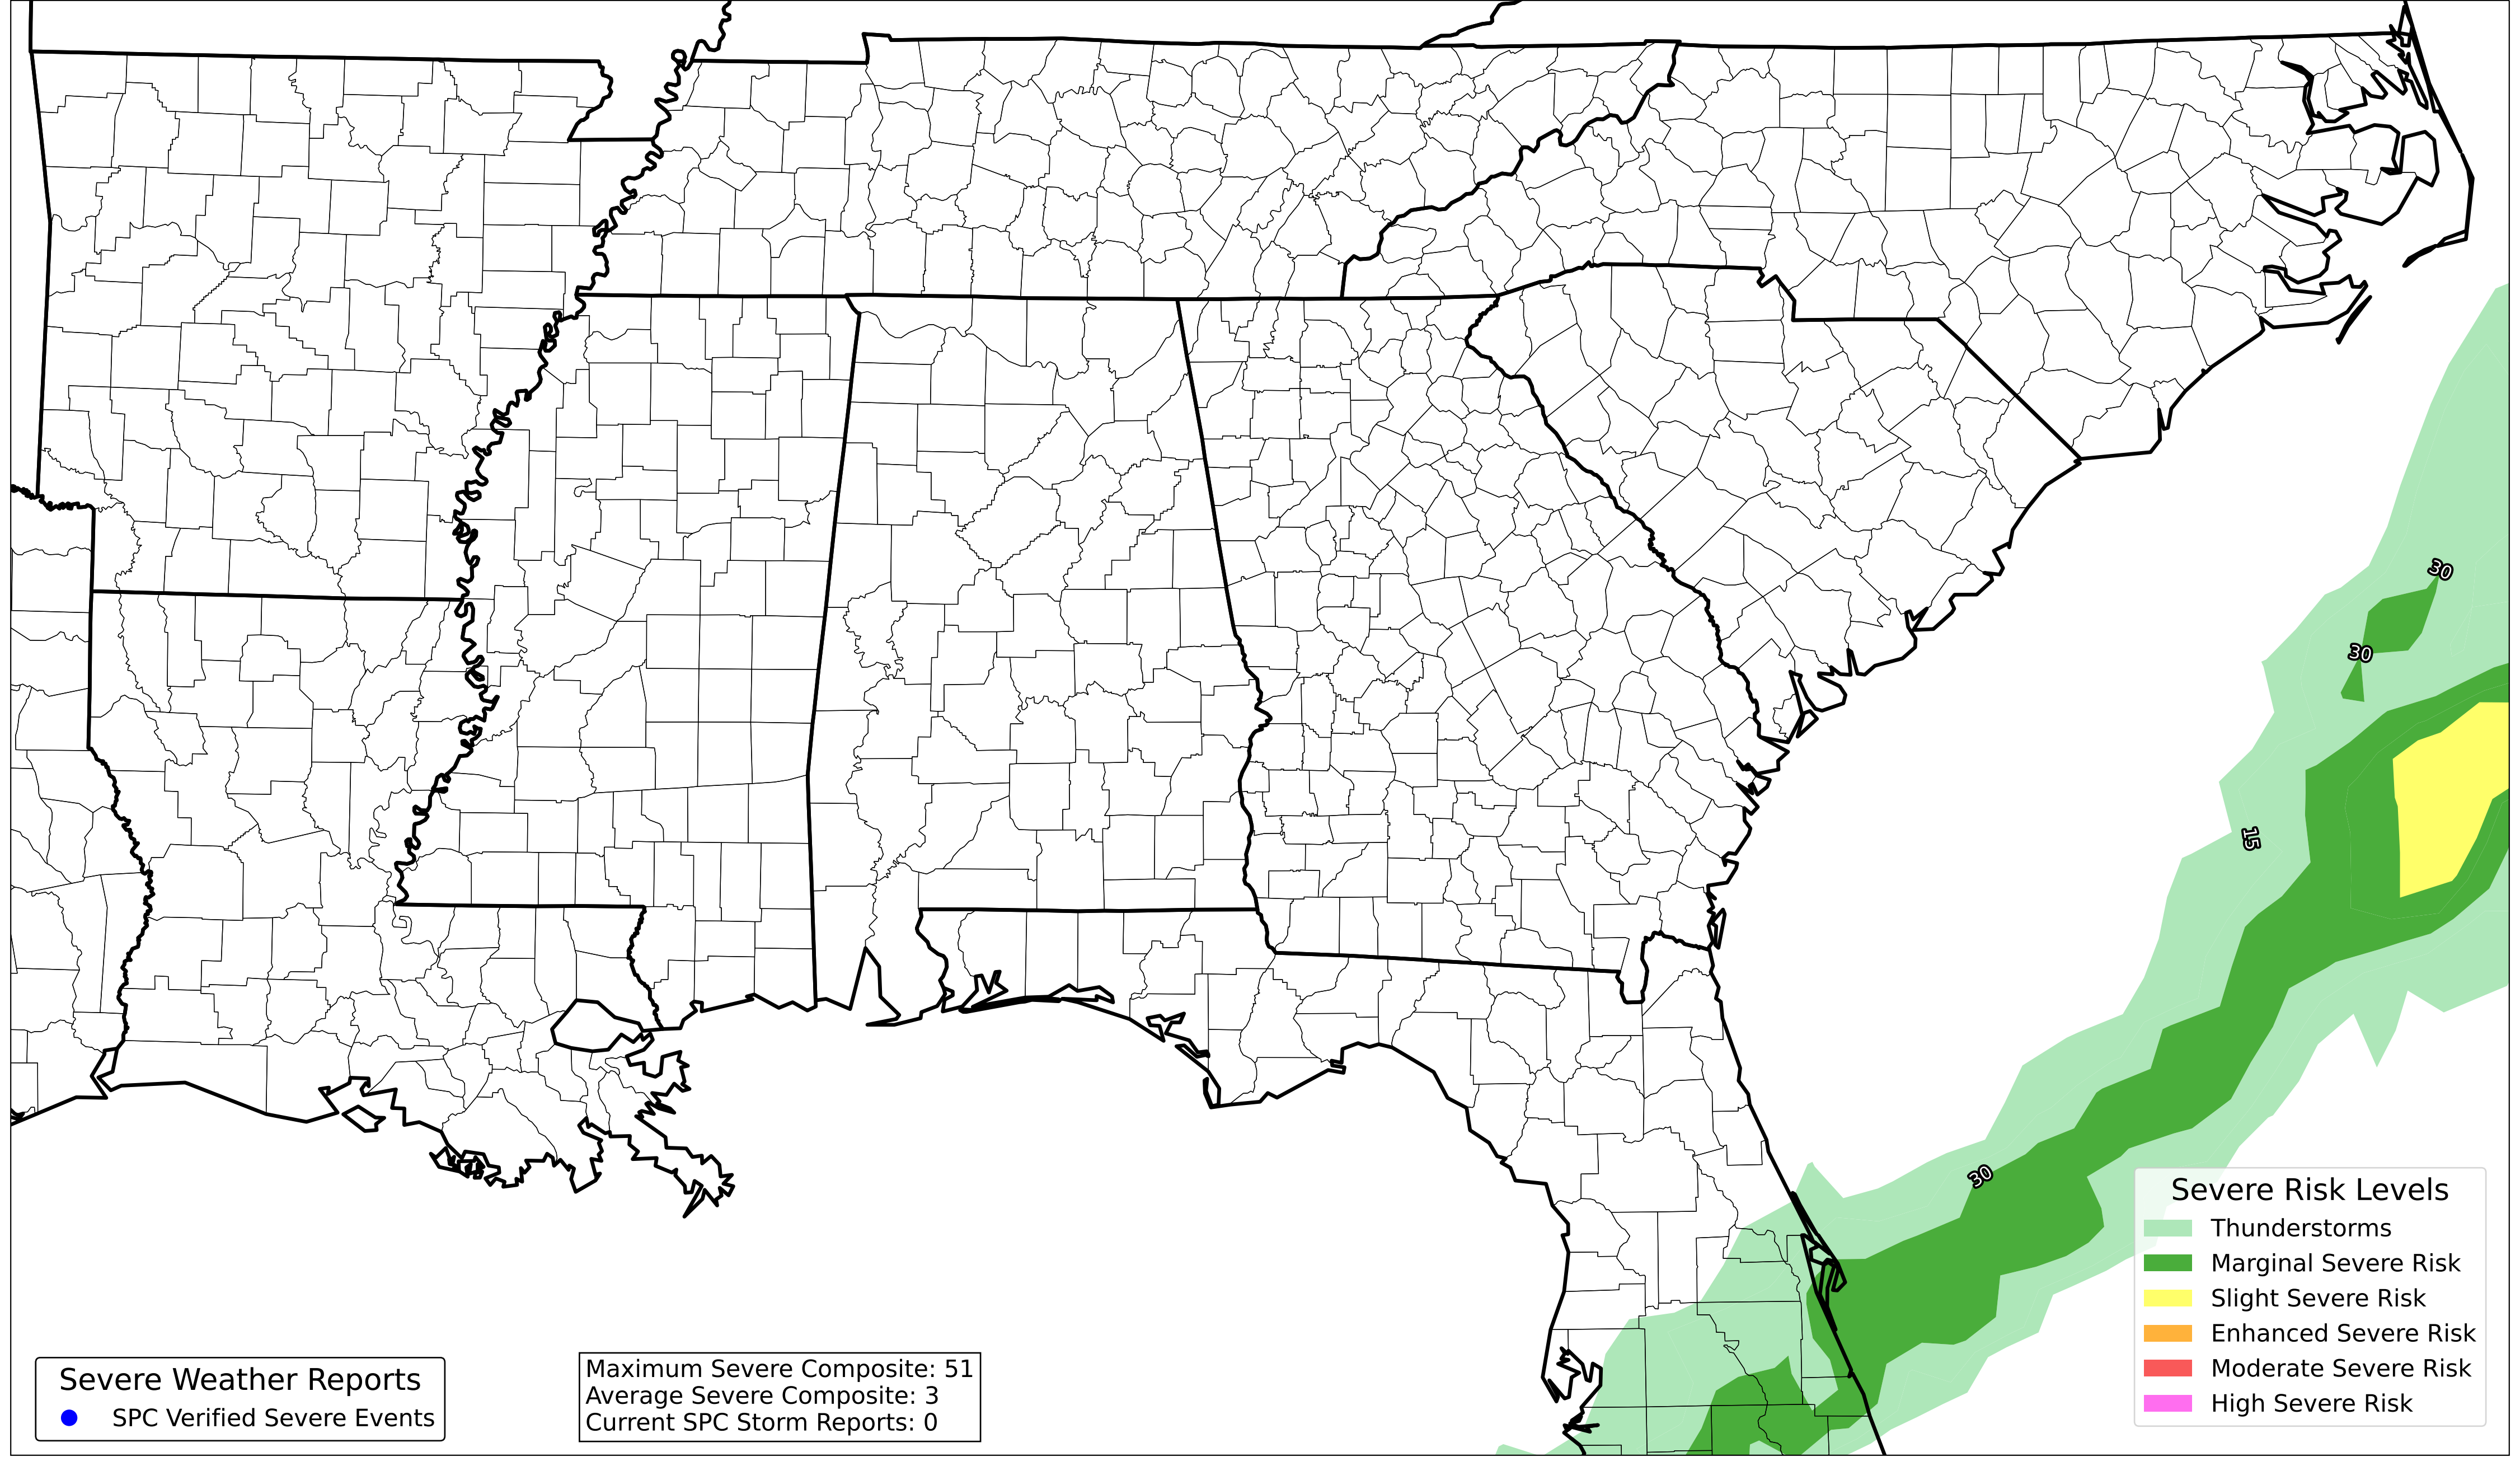 30
30
15
30
Severe Risk Levels
Thunderstorms
Marginal Severe Risk
Slight Severe Risk
Enhanced Severe Risk
Moderate Severe Risk
High Severe Risk
Severe Weather Reports
SPC Verified Severe Events
Maximum Severe Composite: 51
Average Severe Composite: 3
Current SPC Storm Reports: 0